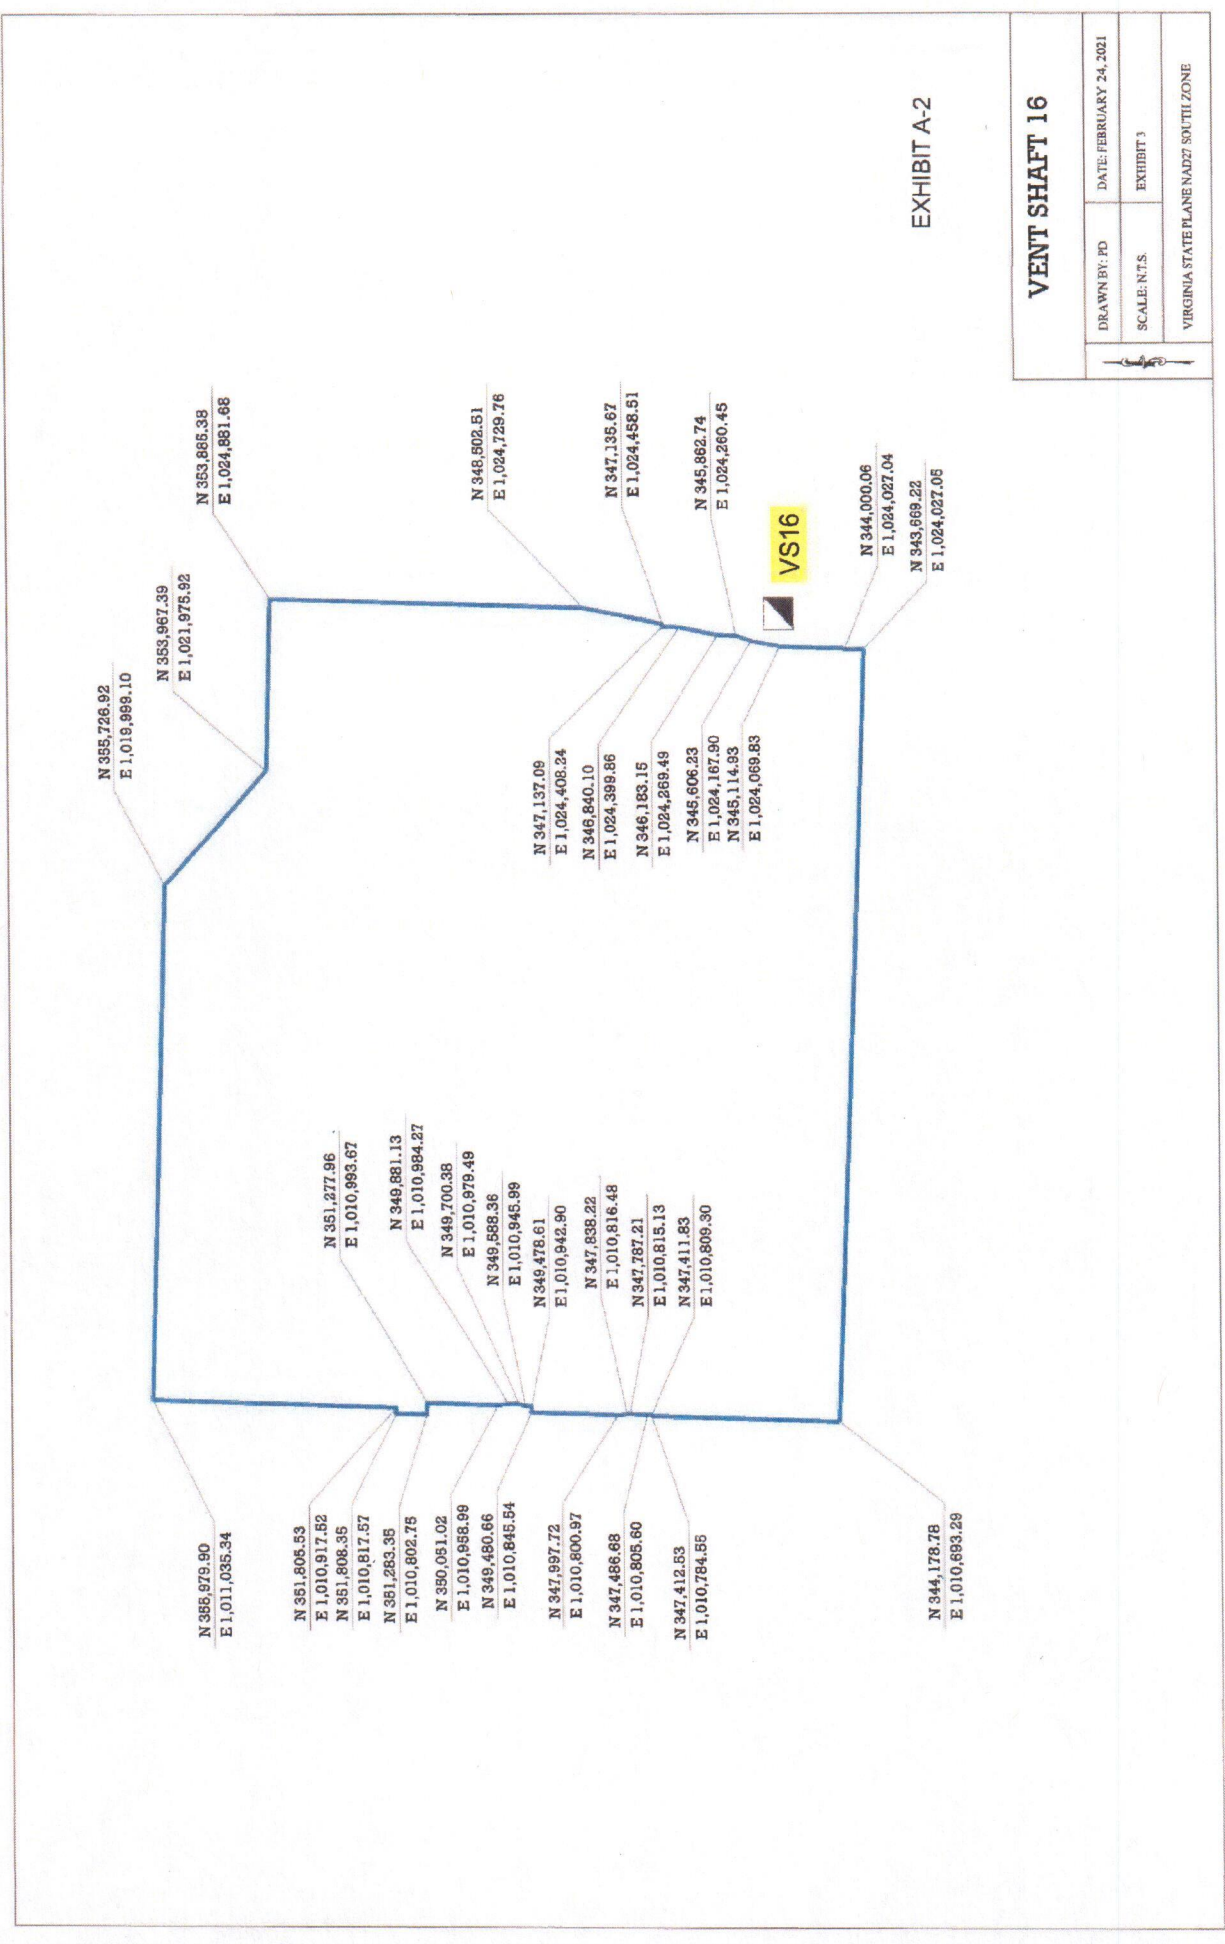 N 355,726.92
E 1,019,999.10
N 353,967.39
E 1,021,975.92
N 353,885.38
E 1,024,881.68
N 348,502.51
E 1,024,729.76
N 347,135.67
E 1,024,458.51
N 345,862.74
E 1,024,260.45
VS16
N 344,000.06
E 1,024,027.04
N 343,669.22
E 1,024,027.05
N 347,137.09
E 1,024,408.24
N 346,840.10
E 1,024,399.86
N 346,183.15
E 1,024,269.49
N 345,606.23
E 1,024,167.90
N 345,114.93
E 1,024,069.83
N 351,277.96
E 1,010,993.67
N 349,881.13
E 1,010,984.27
N 349,700.38
E 1,010,979.49
N 349,588.36
E 1,010,945.99
N 349,478.61
E 1,010,942.90
N 347,838.22
E 1,010,816.48
N 347,787.21
E 1,010,815.13
N 347,411.83
E 1,010,809.30
N 355,979.90
E 1,011,035.34
N 351,805.53
E 1,010,917.52
N 351,808.35
E 1,010,817.57
N 351,283.35
E 1,010,802.75
N 350,051.02
E 1,010,958.99
N 349,480.66
E 1,010,845.54
N 347,997.72
E 1,010,800.97
N 347,486.68
E 1,010,805.60
N 347,412.53
E 1,010,784.55
N 344,178.78
E 1,010,693.29
EXHIBIT A-2
VENT SHAFT 16
DRAWN BY: PD
DATE: FEBRUARY 24, 2021
SCALE: N.T.S.
EXHIBIT 3
VIRGINIA STATE PLANE NAD27 SOUTH ZONE